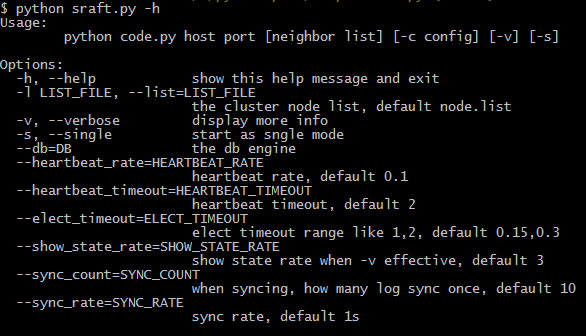 $ python sraft.py -h
Usage:
python code.py host port [neighbor list] [-c config] [-v] [-s]
Options:
-h, --help show this help message and exit
-l LIST_FILE, --list=LIST_FILE
the cluster node list, default node.list
-v, --verbose display more info
-s, --single start as sngle mode
--db=DB the db engine
--heartbeat_rate=HEARTBEAT_RATE
heartbeat rate, default 0.1
--heartbeat_timeout=HEARTBEAT_TIMEOUT
heartbeat timeout, default 2
--elect_timeout=ELECT_TIMEOUT
elect timeout range like 1,2, default 0.15,0.3
--show_state_rate=SHOW_STATE_RATE
show state rate when -v effective, default 3
--sync_count=SYNC_COUNT
when syncing, how many log sync once, default 10
--sync_rate=SYNC_RATE
sync rate, default 1s